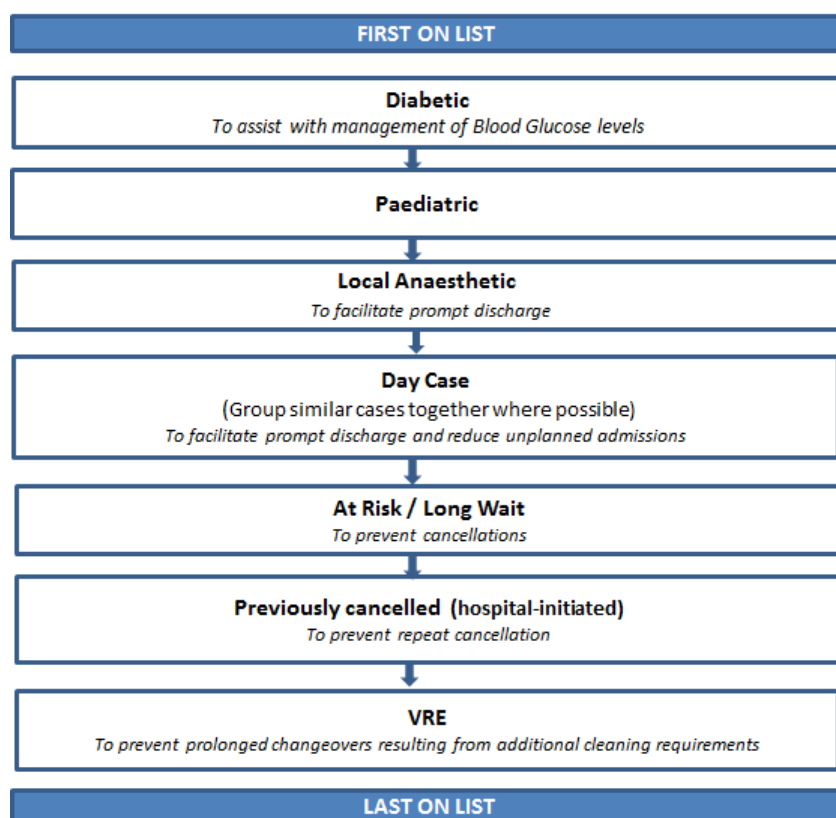 FIRST ON LIST
Diabetic
To assist with management of Blood Glucose levels
Paediatric
Local Anaesthetic
To facilitate prompt discharge
Day Case
(Group similar cases together where possible)
To facilitate prompt discharge and reduce unplanned admissions
At Risk / Long Wait
To prevent cancellations
Previously cancelled (hospital-initiated)
To prevent repeat cancellation
VRE
To prevent prolonged changeovers resulting from additional cleaning requirements
LAST ON LIST